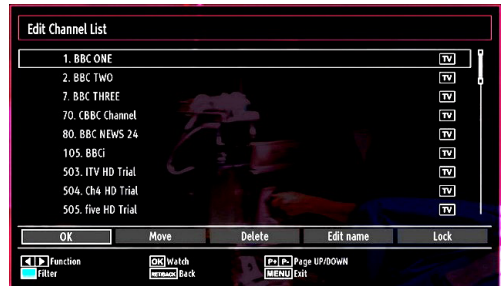 Edit Channel List
1. BBC ONE TV
2. BBC TWO TV
7. BBC THREE TV
70. CBBC Channel TV
80. BBC NEWS 24 TV
105. BBCi TV
503. ITV HD Trial TV
504. Ch4 HD Trial TV
505. five HD Trial TV
OK Move Delete Edit name Lock
Function OK Watch P+ P- Page UP/DOWN
Filter RET/BACK Back MENU Exit